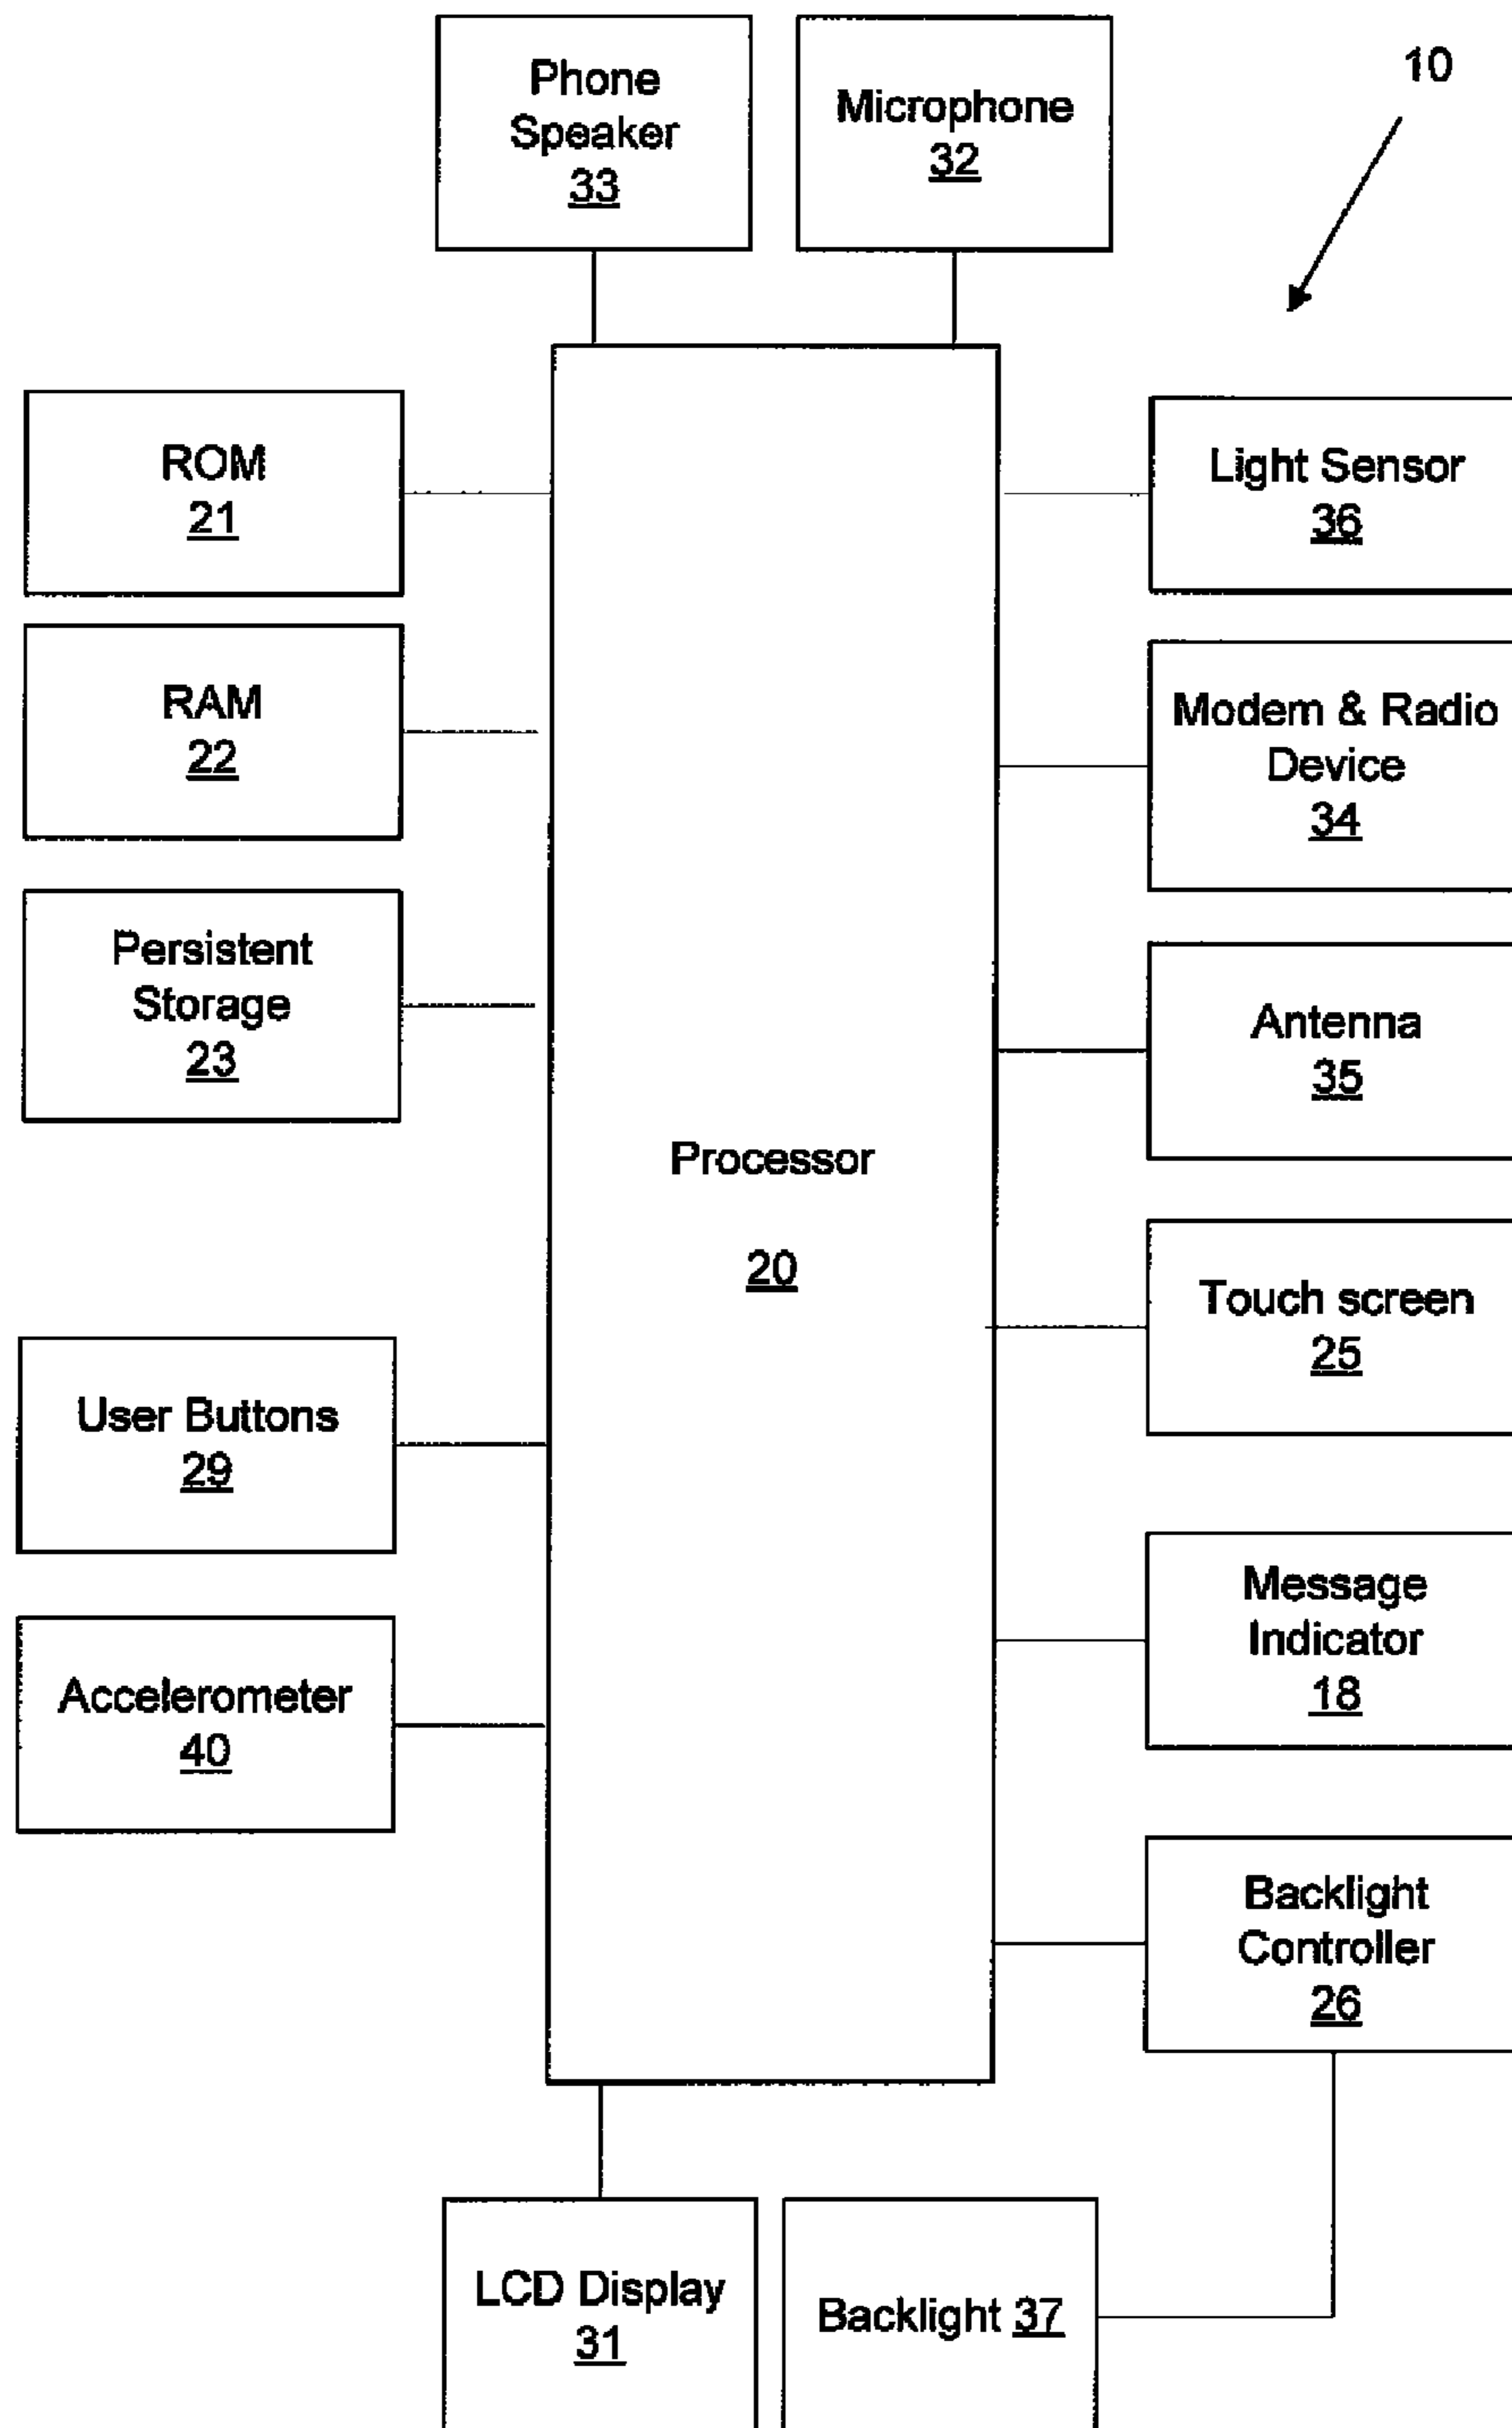 Phone
Speaker
33
Microphone
32
10
ROM
21
Light Sensor
36
RAM
22
Modem & Radio
Device
34
Persistent
Storage
23
Antenna
35
Processor
20
Touch screen
25
User Buttons
29
Message
Indicator
18
Accelerometer
40
Backlight
Controller
26
LCD Display
31
Backlight 37